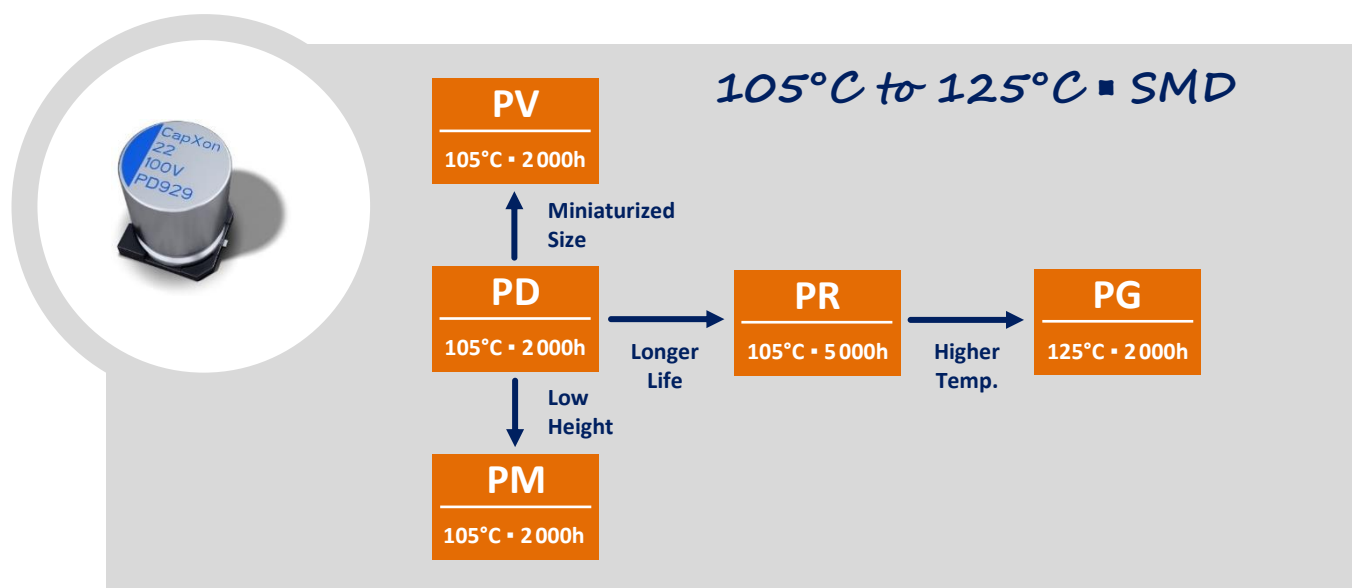 105°C to 125°C ▪ SMD
CapXon
22
100V
PD929
PV
105°C ▪ 2000h
Miniaturized
Size
PD
105°C ▪ 2000h
Longer
Life
PR
105°C ▪ 5000h
Higher
Temp.
PG
125°C ▪ 2000h
Low
Height
PM
105°C ▪ 2000h